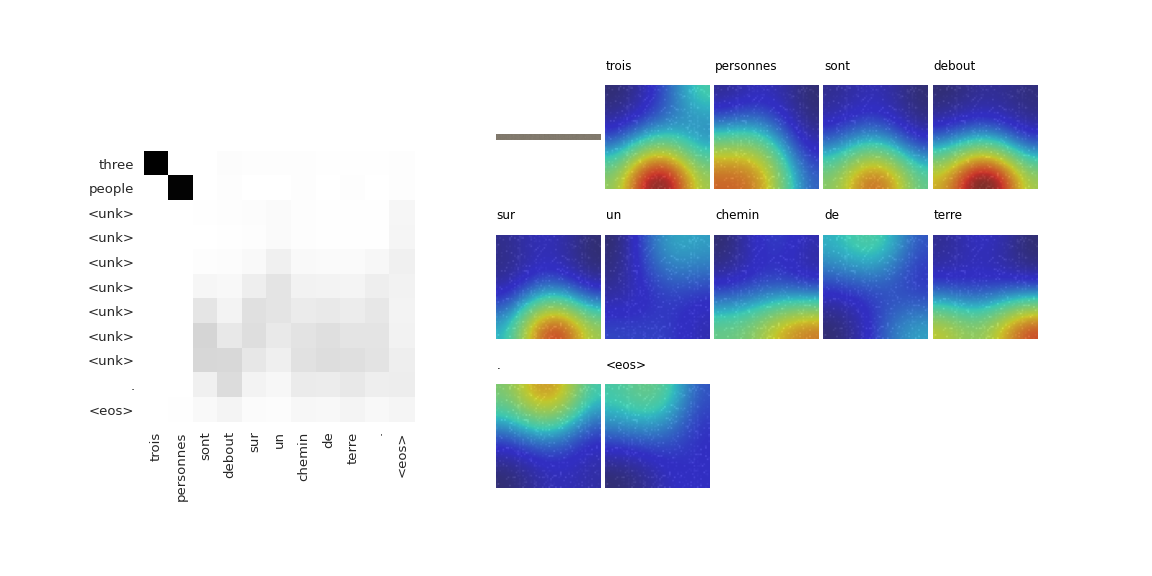 three
people
<unk>
<unk>
<unk>
<unk>
<unk>
<unk>
<unk>
.
<eos>
trois
personnes
sont
debout
sur
un
chemin
de
terre
.
<eos>
trois personnes sont debout
sur un chemin de terre
. <eos>